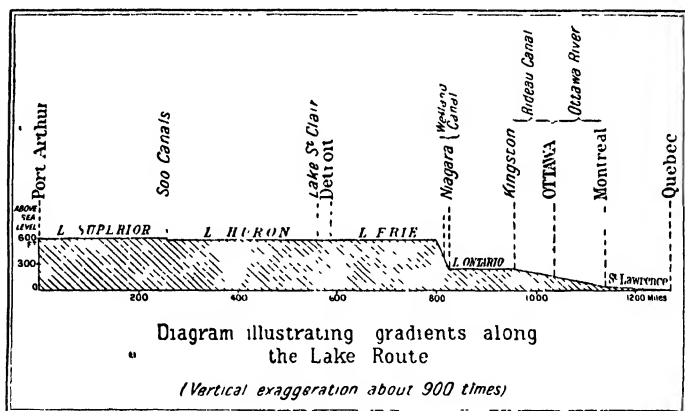 Port Arthur
Soo Canals
Lake St Clair
Detroit
Niagara
Welland Canal
Kingston
Rideau Canal
OTTAWA
Ottawa River
Montreal
Quebec
ABOVE
SEA
LEVEL
600
FT
300
0
L SUPERIOR
L HURON
L ERIE
L ONTARIO
St Lawrence
200
400
600
800
1000
1200 Miles
Diagram illustrating gradients along
the Lake Route
(Vertical exaggeration about 900 times)